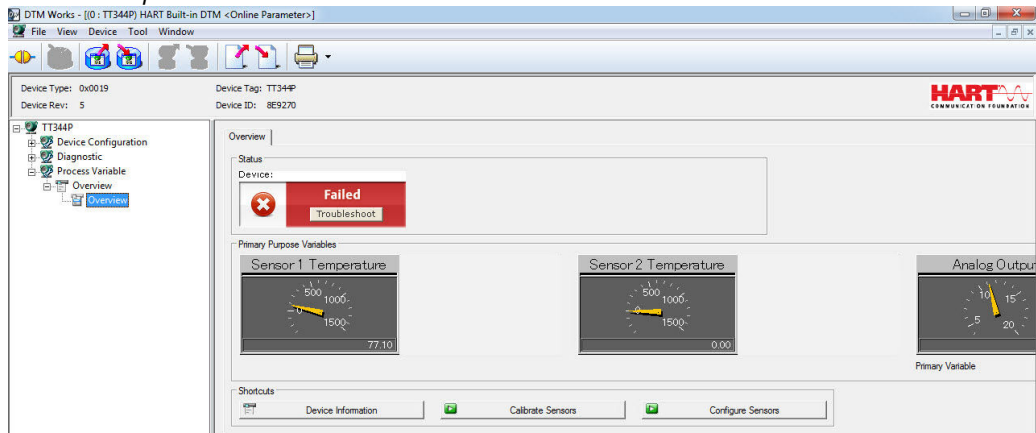 DTM Works - [(0 : TT344P) HART Built-in DTM <Online Parameter>]
File View Device Tool Window
Device Type: 0x0019
Device Tag: TT344P
Device Rev: 5
Device ID: 8E9270
HART
COMMUNICATION FOUNDATION
TT344P
Device Configuration
Diagnostic
Process Variable
Overview
Overview
Overview
Status
Device:
Failed
Troubleshoot
Primary Purpose Variables
Sensor 1 Temperature
0 500 1000 1500
77.10
Sensor 2 Temperature
0 500 1000 1500
0.00
Analog Output
5 10 15 20
Primary Variable
Shortcuts
Device Information
Calibrate Sensors
Configure Sensors